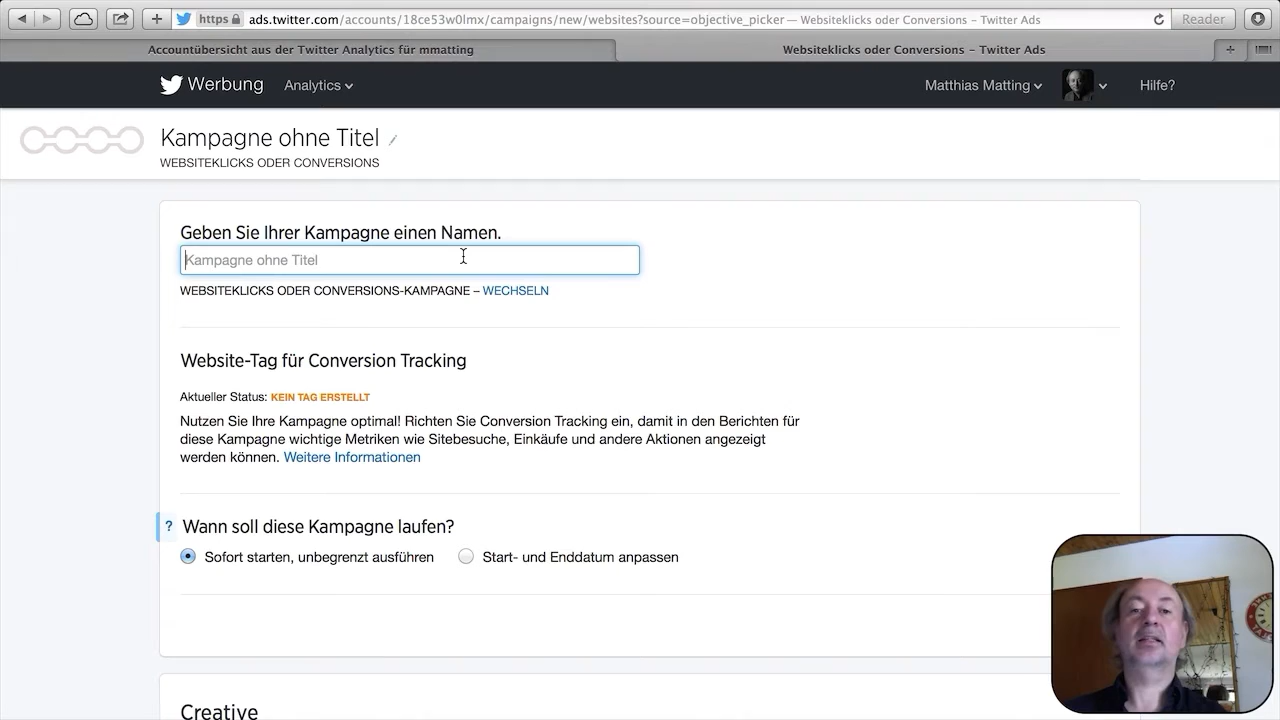 https ads.twitter.com/accounts/18ce53w0lmx/campaigns/new/websites?source=objective_picker — Websiteklicks oder Conversions – Twitter Ads Reader
Accountübersicht aus der Twitter Analytics für mmatting Websiteklicks oder Conversions – Twitter Ads
Werbung Analytics Matthias Matting Hilfe?
Kampagne ohne Titel
WEBSITEKLICKS ODER CONVERSIONS
Geben Sie Ihrer Kampagne einen Namen.
Kampagne ohne Titel
WEBSITEKLICKS ODER CONVERSIONS-KAMPAGNE – WECHSELN
Website-Tag für Conversion Tracking
Aktueller Status: KEIN TAG ERSTELLT
Nutzen Sie Ihre Kampagne optimal! Richten Sie Conversion Tracking ein, damit in den Berichten für
diese Kampagne wichtige Metriken wie Sitebesuche, Einkäufe und andere Aktionen angezeigt
werden können. Weitere Informationen
? Wann soll diese Kampagne laufen?
Sofort starten, unbegrenzt ausführen Start- und Enddatum anpassen
Creative